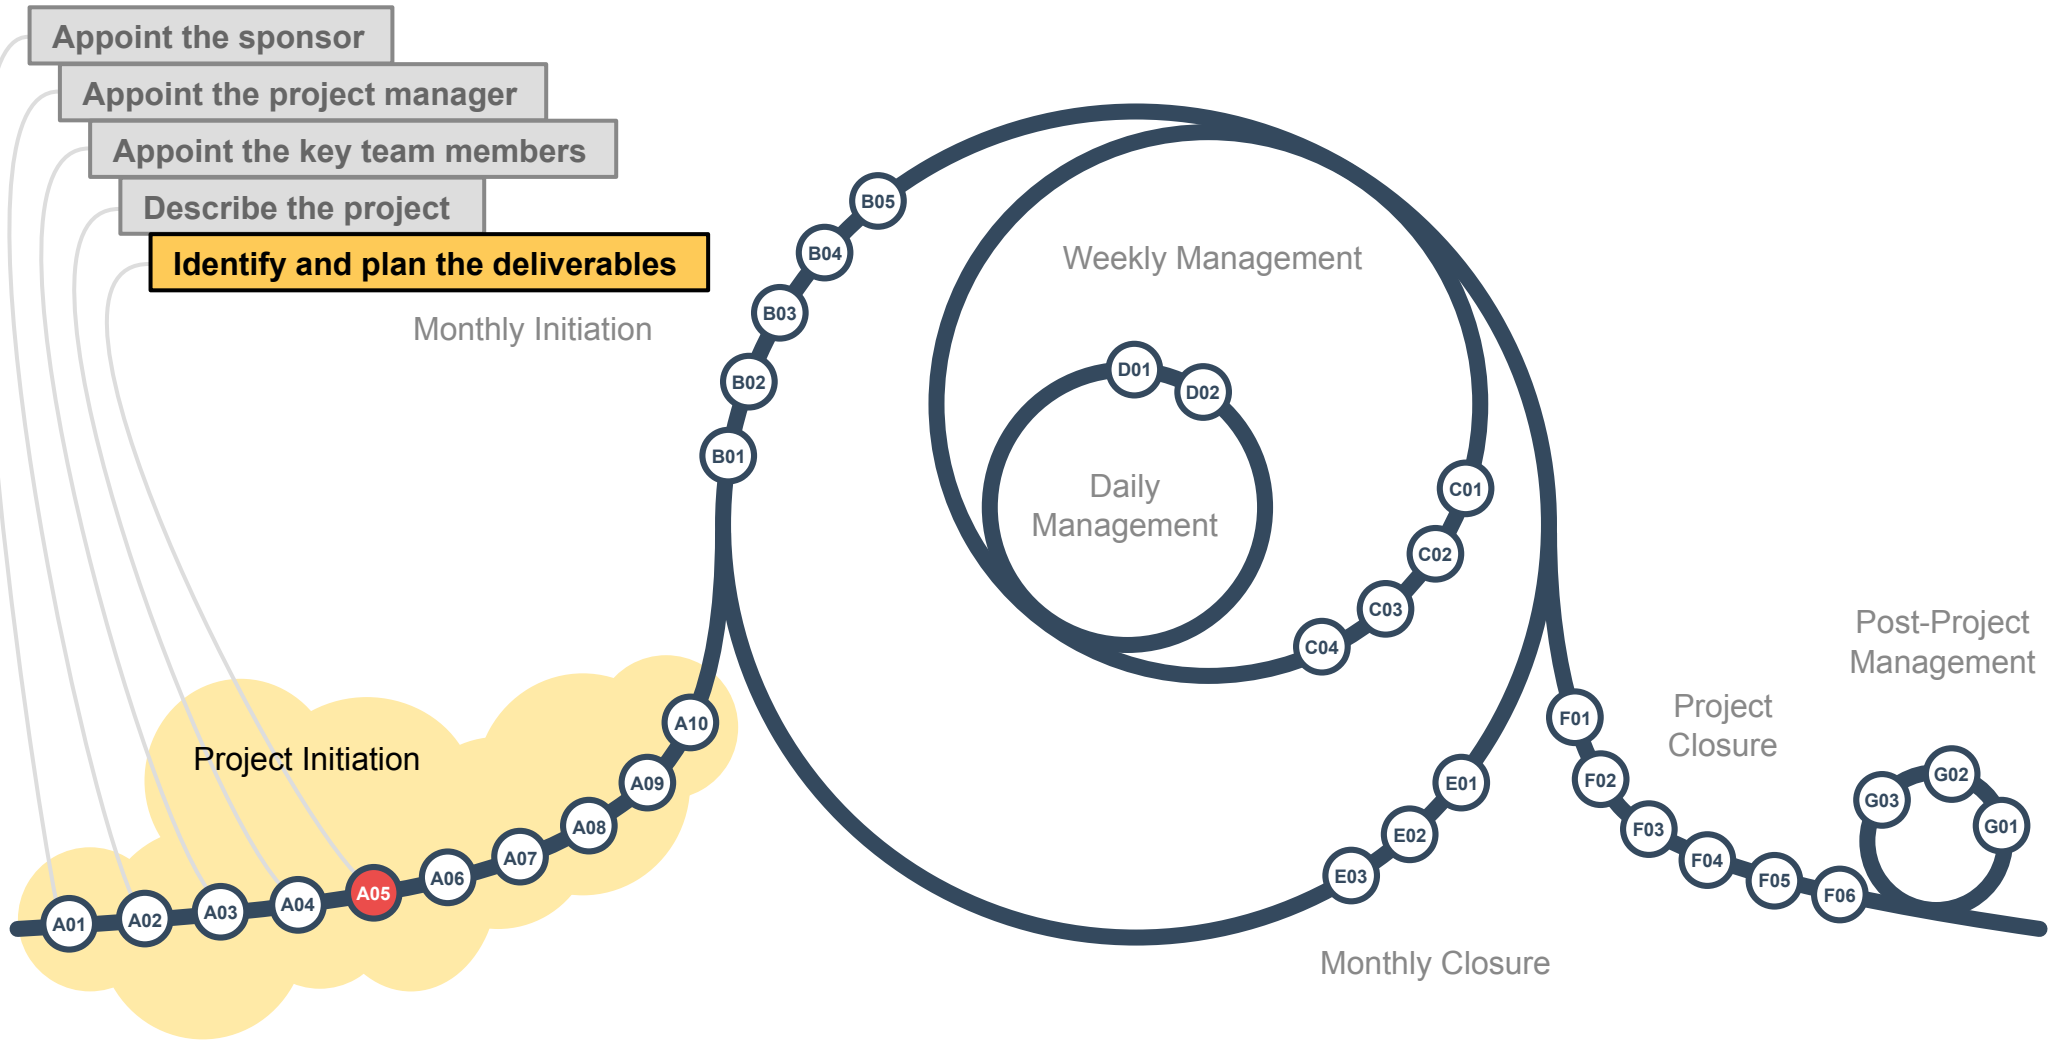 Appoint the sponsor
Appoint the project manager
Appoint the key team members
Describe the project
Identify and plan the deliverables
Monthly Initiation
B05
B04
B03
B02
B01
Weekly Management
D01
D02
Daily
Management
C01
C02
C03
C04
Project Initiation
A01
A02
A03
A04
A05
A06
A07
A08
A09
A10
E01
E02
E03
Monthly Closure
F01
F02
F03
F04
F05
F06
Project
Closure
Post-Project
Management
G03
G02
G01